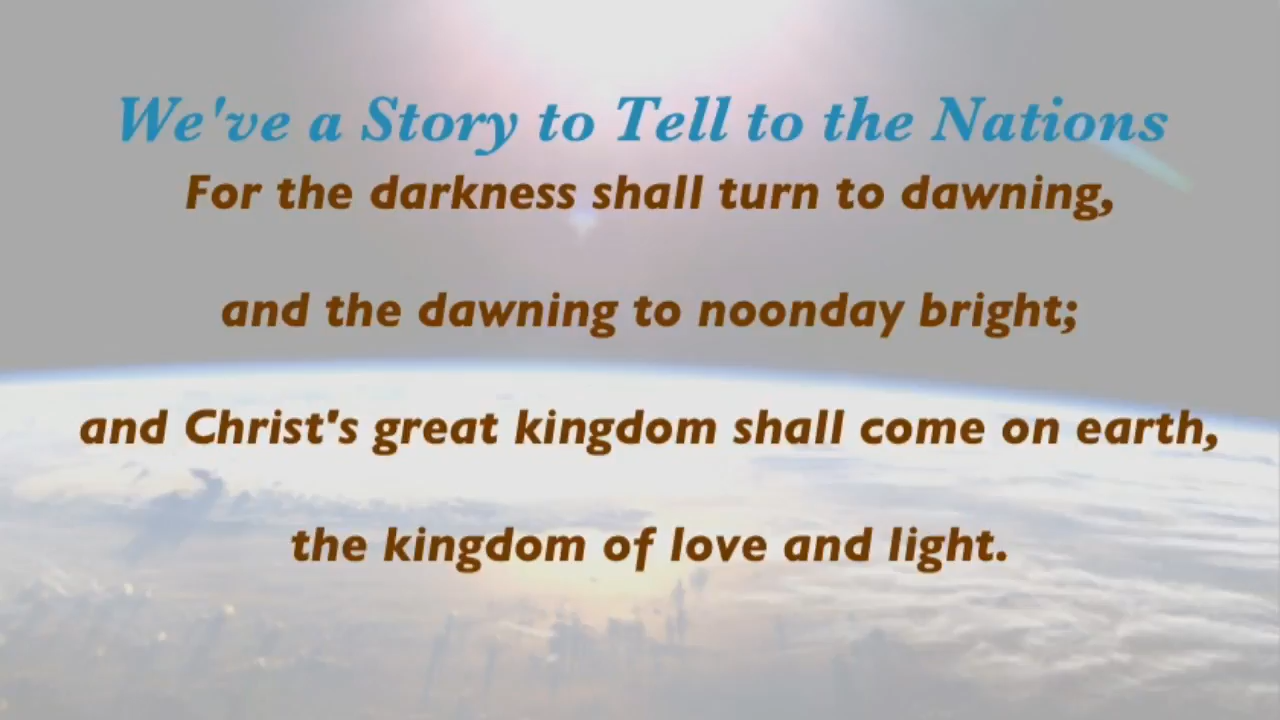 We've a Story to Tell to the Nations
For the darkness shall turn to dawning,
and the dawning to noonday bright;
and Christ's great kingdom shall come on earth,
the kingdom of love and light.